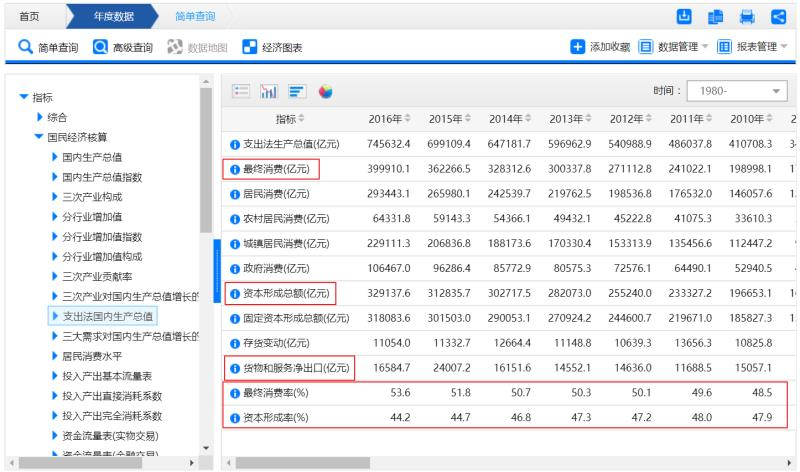 首页 年度数据 简单查询
简单查询 高级查询 数据地图 经济图表 添加收藏 数据管理 报表管理
指标
综合
国民经济核算
国内生产总值
国内生产总值指数
三次产业构成
分行业增加值
分行业增加值指数
分行业增加值构成
三次产业贡献率
三次产业对国内生产总值增长的
支出法国内生产总值
三大需求对国内生产总值增长的
居民消费水平
投入产出基本流量表
投入产出直接消耗系数
投入产出完全消耗系数
资金流量表(实物交易)
资金流量表(金融交易)
时间: 1980-
指标 2016年 2015年 2014年 2013年 2012年 2011年 2010年 2
支出法生产总值(亿元) 745632.4 699109.4 647181.7 596962.9 540988.9 486037.8 410708.3 34
最终消费(亿元) 399910.1 362266.5 328312.6 300337.8 271112.8 241022.1 198998.1 17
居民消费(亿元) 293443.1 265980.1 242539.7 219762.5 198536.8 176532.0 146057.6 12
农村居民消费(亿元) 64331.8 59143.3 54366.1 49432.1 45222.8 41075.3 33610.3
城镇居民消费(亿元) 229111.3 206836.8 188173.6 170330.4 153313.9 135456.6 112447.2 9
政府消费(亿元) 106467.0 96286.4 85772.9 80575.3 72576.1 64490.1 52940.5 4
资本形成总额(亿元) 329137.6 312835.7 302717.5 282073.0 255240.0 233327.2 196653.1 16
固定资本形成总额(亿元) 318083.6 301503.0 290053.1 270924.2 244600.7 219671.0 185827.3 15
存货变动(亿元) 11054.0 11332.7 12664.4 11148.8 10639.3 13656.3 10825.8
货物和服务净出口(亿元) 16584.7 24007.2 16151.6 14552.1 14636.0 11688.5 15057.1
最终消费率(%) 53.6 51.8 50.7 50.3 50.1 49.6 48.5
资本形成率(%) 44.2 44.7 46.8 47.3 47.2 48.0 47.9